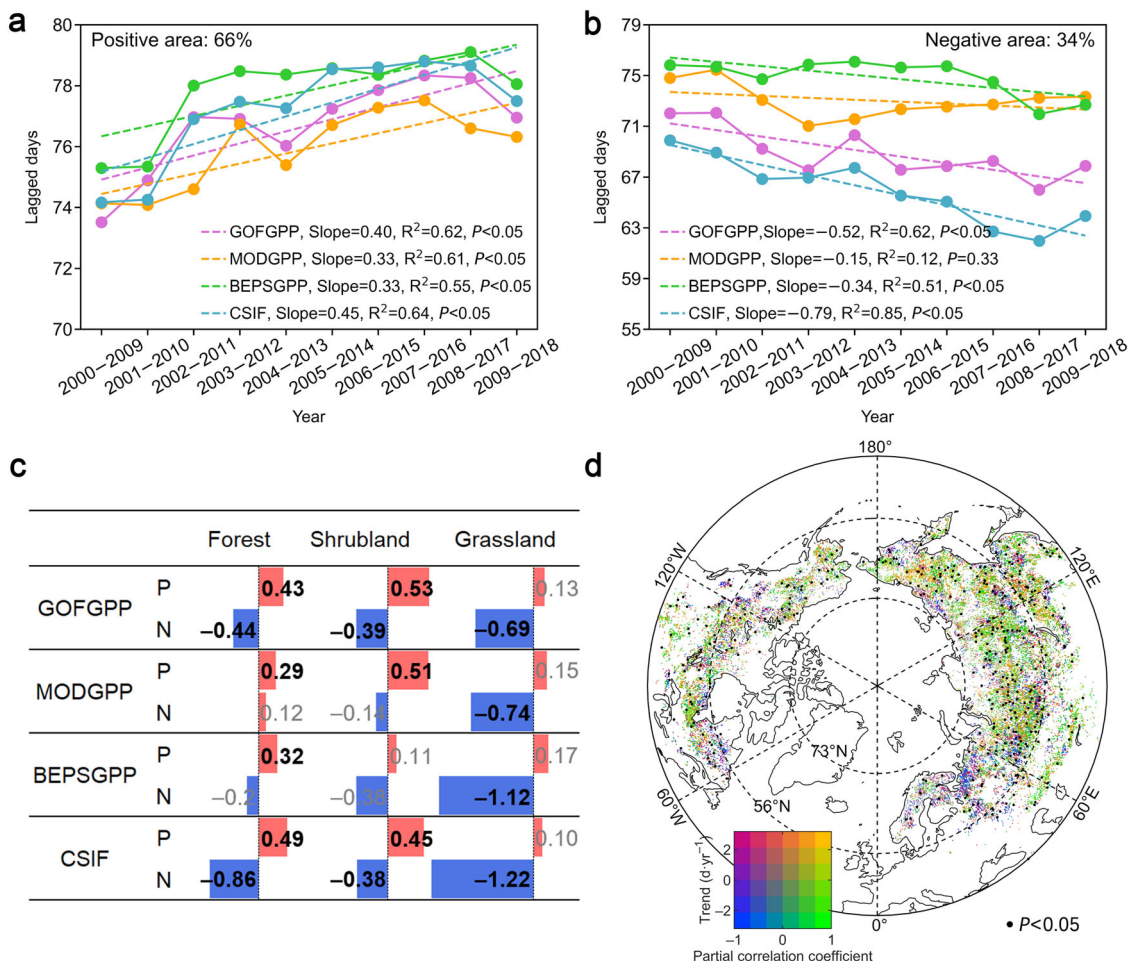 a
Positive area: 66%
80
78
76
74
72
70
Lagged days
GOFGPP, Slope=0.40, R²=0.62, P<0.05
MODGPP, Slope=0.33, R²=0.61, P<0.05
BEPSGPP, Slope=0.33, R²=0.55, P<0.05
CSIF, Slope=0.45, R²=0.64, P<0.05
2000−2009
2001−2010
2002−2011
2003−2012
2004−2013
2005−2014
2006−2015
2007−2016
2008−2017
2009−2018
Year
b
Negative area: 34%
79
75
71
67
63
59
55
Lagged days
GOFGPP,Slope=−0.52, R²=0.62, P<0.05
MODGPP, Slope=−0.15, R²=0.12, P=0.33
BEPSGPP, Slope=−0.34, R²=0.51, P<0.05
CSIF, Slope=−0.79, R²=0.85, P<0.05
2000−2009
2001−2010
2002−2011
2003−2012
2004−2013
2005−2014
2006−2015
2007−2016
2008−2017
2009−2018
Year
c
Forest Shrubland Grassland
GOFGPP
P 0.43 0.53 0.13
N −0.44 −0.39 −0.69
MODGPP
P 0.29 0.51 0.15
N 0.12 −0.14 −0.74
BEPSGPP
P 0.32 0.11 0.17
N −0.2 −0.38 −1.12
CSIF
P 0.49 0.45 0.10
N −0.86 −0.38 −1.22
d
180°
120°W
120°E
73°N
56°N
60°W
60°E
0°
Trend (d·yr⁻¹)
2
0
−2
−1 0 1
Partial correlation coefficient
• P<0.05